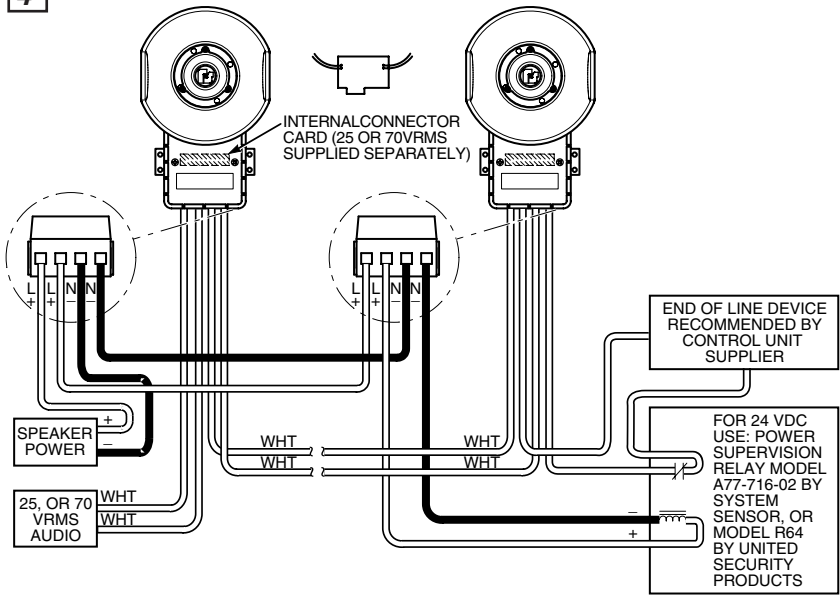 4
INTERNALCONNECTOR
CARD (25 OR 70VRMS
SUPPLIED SEPARATELY)
L L N N
+ + – –
L L N N
+ + – –
END OF LINE DEVICE
RECOMMENDED BY
CONTROL UNIT
SUPPLIER
SPEAKER
POWER
+
–
WHT WHT
WHT WHT
25, OR 70
VRMS
AUDIO
WHT
WHT
–
+
FOR 24 VDC
USE: POWER
SUPERVISION
RELAY MODEL
A77-716-02 BY
SYSTEM
SENSOR, OR
MODEL R64
BY UNITED
SECURITY
PRODUCTS